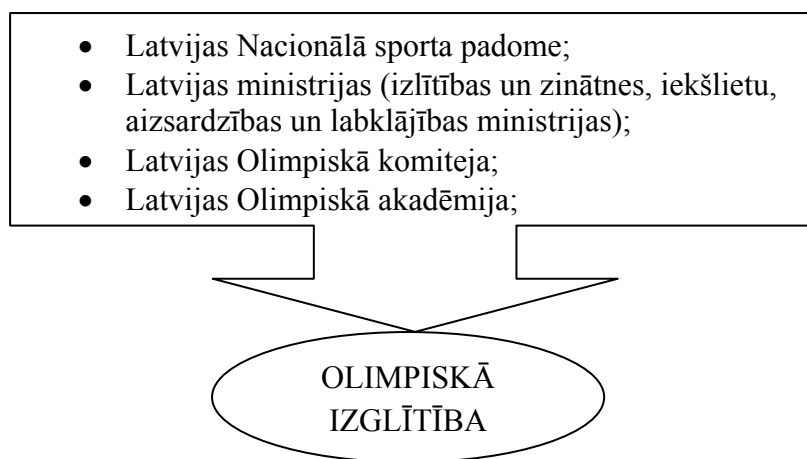 • Latvijas Nacionālā sporta padome;
• Latvijas ministrijas (izlītības un zinātnes, iekšlietu,
aizsardzības un labklājības ministrijas);
• Latvijas Olimpiskā komiteja;
• Latvijas Olimpiskā akadēmija;
OLIMPISKĀ
IZGLĪTĪBA